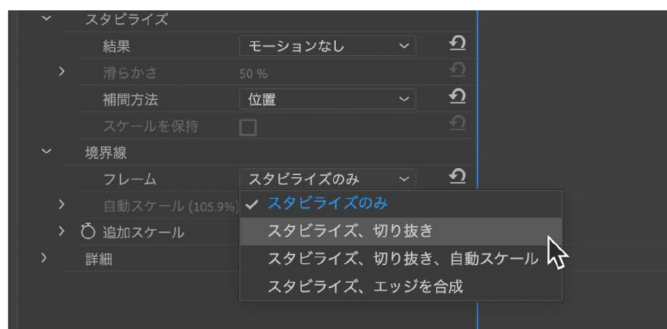 スタビライズ
結果 モーションなし
滑らかさ 50 %
補間方法 位置
スケールを保持
境界線
フレーム スタビライズのみ
自動スケール (105.9%)
スタビライズのみ
追加スケール
スタビライズ、切り抜き
詳細
スタビライズ、切り抜き、自動スケール
スタビライズ、エッジを合成